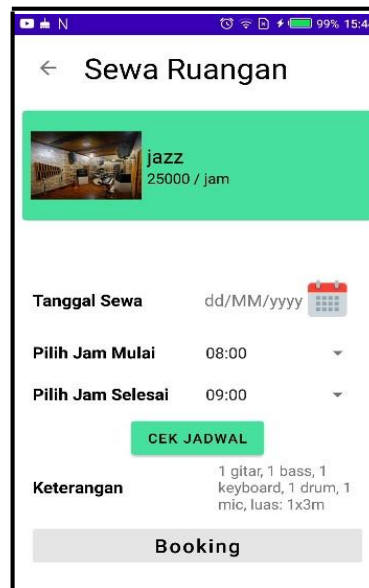 99% 15:4
Sewa Ruangan
jazz
25000 / jam
Tanggal Sewa dd/MM/yyyy
Pilih Jam Mulai 08:00
Pilih Jam Selesai 09:00
CEK JADWAL
Keterangan 1 gitar, 1 bass, 1
keyboard, 1 drum, 1
mic, luas: 1x3m
Booking